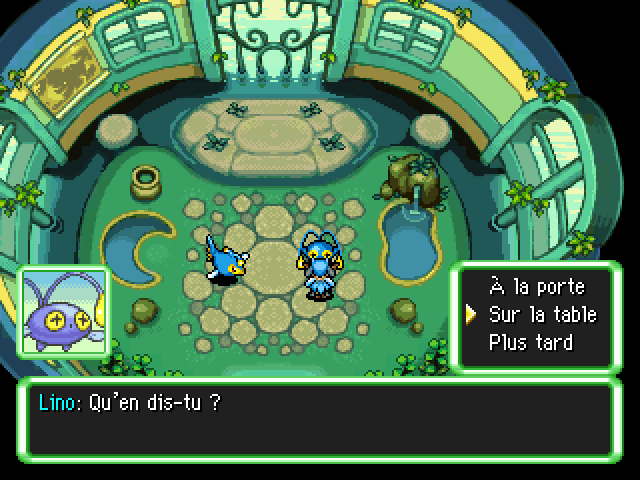 À la porte
Sur la table
Plus tard
Lino: Qu'en dis-tu ?